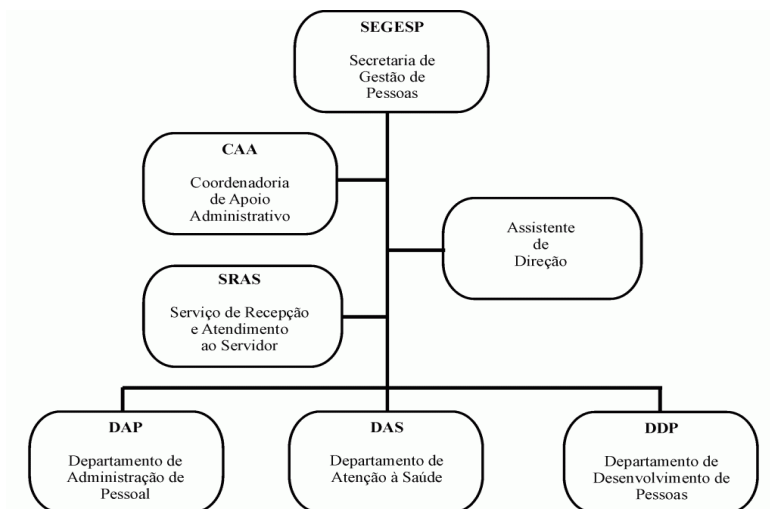 SEGESP
Secretaria de
Gestão de
Pessoas
CAA
Coordenadoria
de Apoio
Administrativo
Assistente
de
Direção
SRAS
Serviço de Recepção
e Atendimento
ao Servidor
DAP
Departamento de
Administração de
Pessoal
DAS
Departamento de
Atenção à Saúde
DDP
Departamento de
Desenvolvimento de
Pessoas